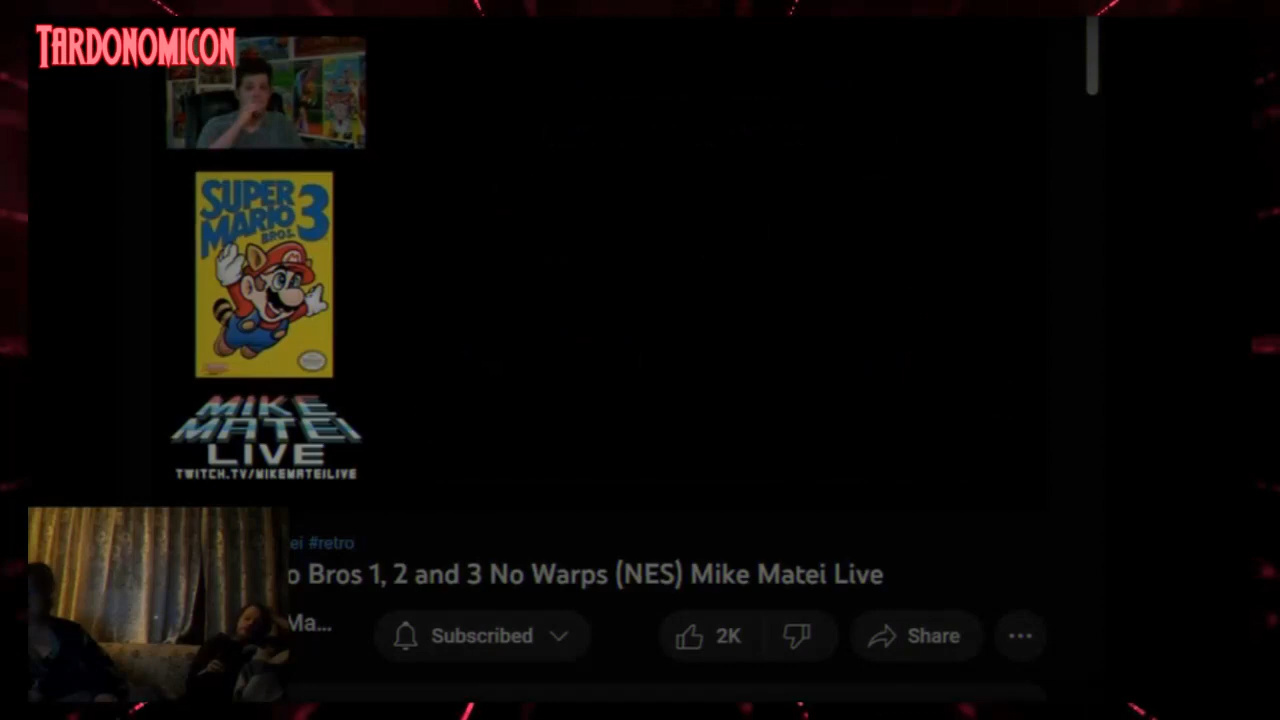 TARDONOMICON
SUPER
MARIO 3
BROS.
MIKE
MATEI
LIVE
TWITCH.TV/MIKEMATEILIVE
ei #retro
o Bros 1, 2 and 3 No Warps (NES) Mike Matei Live
Ma...
Subscribed
2K
Share